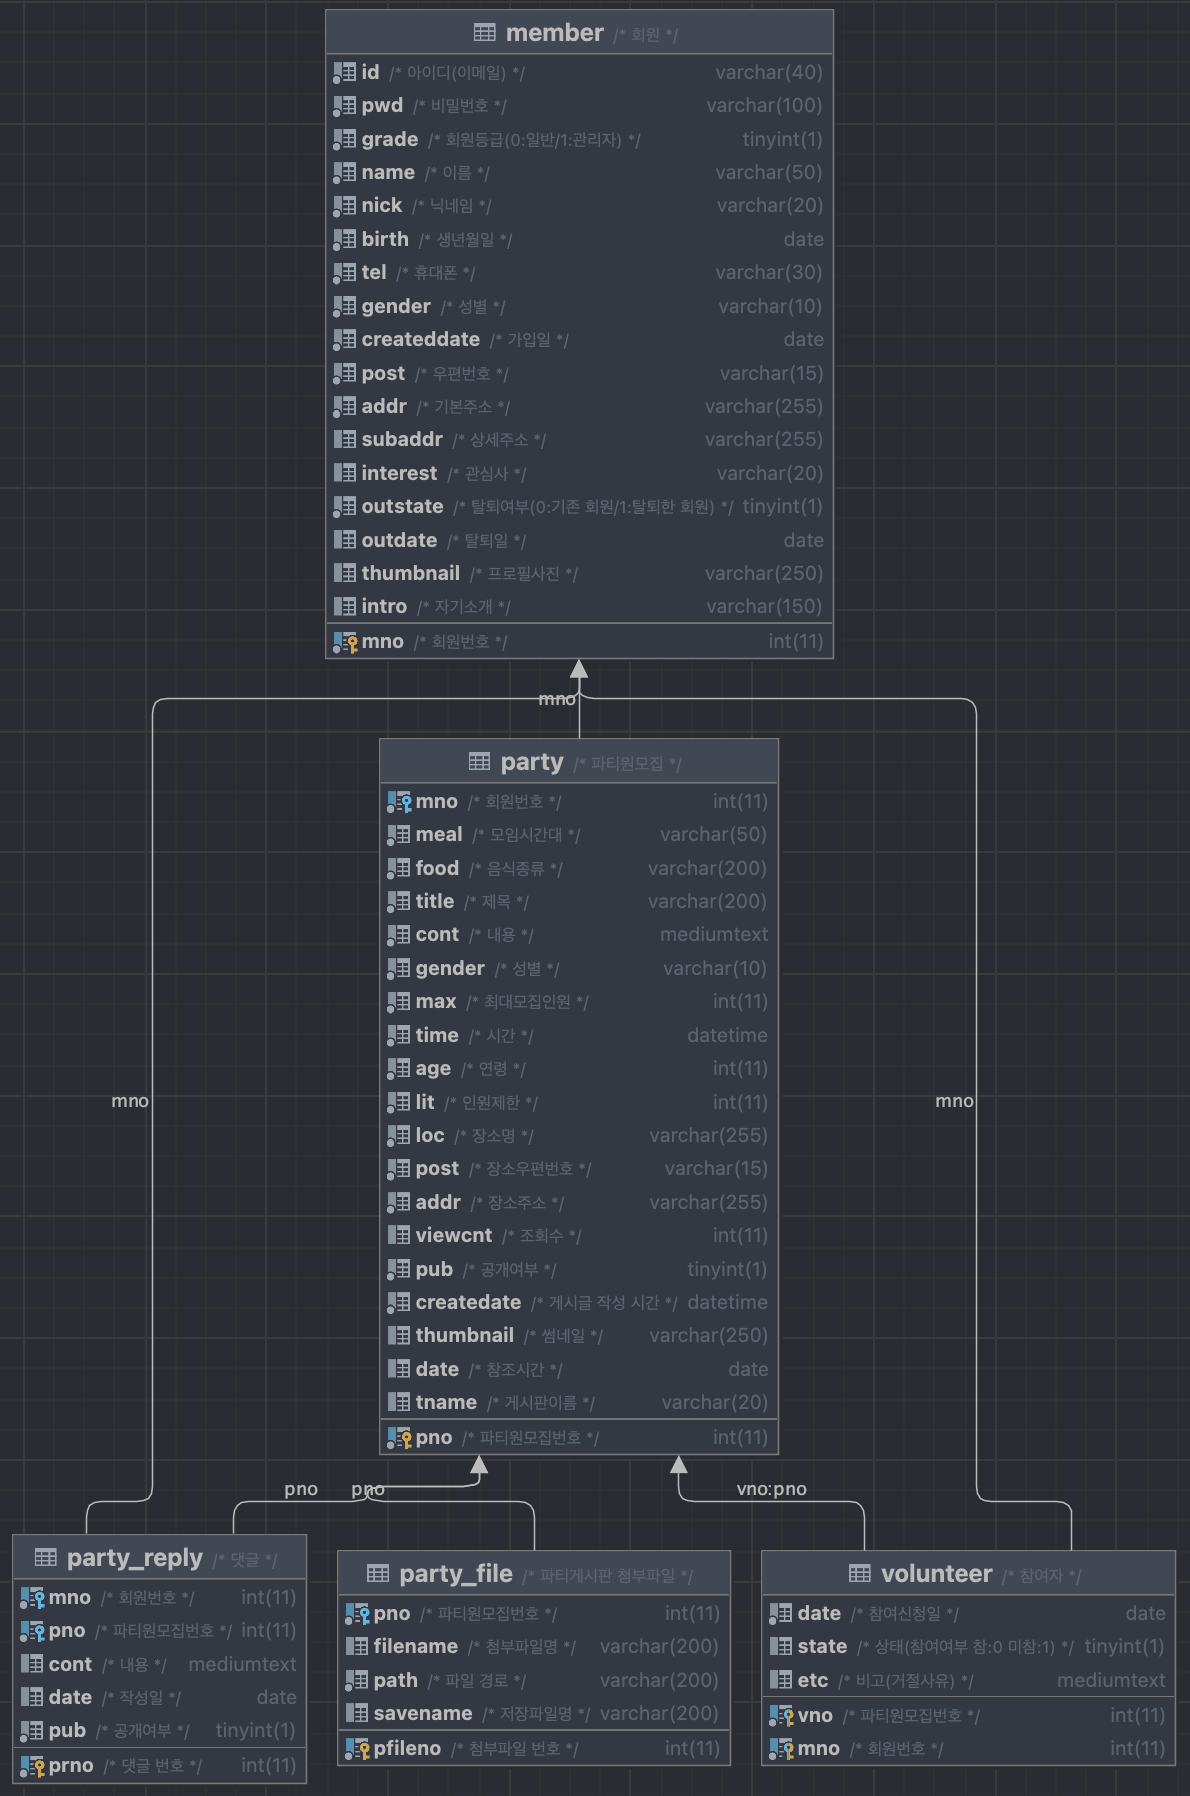 member /* 회원 */
id /* 아이디(이메일) */ varchar(40)
pwd /* 비밀번호 */ varchar(100)
grade /* 회원등급(0:일반/1:관리자) */ tinyint(1)
name /* 이름 */ varchar(50)
nick /* 닉네임 */ varchar(20)
birth /* 생년월일 */ date
tel /* 휴대폰 */ varchar(30)
gender /* 성별 */ varchar(10)
createddate /* 가입일 */ date
post /* 우편번호 */ varchar(15)
addr /* 기본주소 */ varchar(255)
subaddr /* 상세주소 */ varchar(255)
interest /* 관심사 */ varchar(20)
outstate /* 탈퇴여부(0:기존 회원/1:탈퇴한 회원) */ tinyint(1)
outdate /* 탈퇴일 */ date
thumbnail /* 프로필사진 */ varchar(250)
intro /* 자기소개 */ varchar(150)
mno /* 회원번호 */ int(11)
mno
party /* 파티원모집 */
mno /* 회원번호 */ int(11)
meal /* 모임시간대 */ varchar(50)
food /* 음식종류 */ varchar(200)
title /* 제목 */ varchar(200)
cont /* 내용 */ mediumtext
gender /* 성별 */ varchar(10)
max /* 최대모집인원 */ int(11)
time /* 시간 */ datetime
age /* 연령 */ int(11)
lit /* 인원제한 */ int(11)
loc /* 장소명 */ varchar(255)
post /* 장소우편번호 */ varchar(15)
addr /* 장소주소 */ varchar(255)
viewcnt /* 조회수 */ int(11)
pub /* 공개여부 */ tinyint(1)
createdate /* 게시글 작성 시간 */ datetime
thumbnail /* 썸네일 */ varchar(250)
date /* 참조시간 */ date
tname /* 게시판이름 */ varchar(20)
pno /* 파티원모집번호 */ int(11)
mno
mno
pno
pno
vno:pno
party_reply /* 댓글 */
mno /* 회원번호 */ int(11)
pno /* 파티원모집번호 */ int(11)
cont /* 내용 */ mediumtext
date /* 작성일 */ date
pub /* 공개여부 */ tinyint(1)
prno /* 댓글 번호 */ int(11)
party_file /* 파티게시판 첨부파일 */
pno /* 파티원모집번호 */ int(11)
filename /* 첨부파일명 */ varchar(200)
path /* 파일 경로 */ varchar(200)
savename /* 저장파일명 */ varchar(200)
pfileno /* 첨부파일 번호 */ int(11)
volunteer /* 참여자 */
date /* 참여신청일 */ date
state /* 상태(참여여부 참:0 미참:1) */ tinyint(1)
etc /* 비고(거절사유) */ mediumtext
vno /* 파티원모집번호 */ int(11)
mno /* 회원번호 */ int(11)